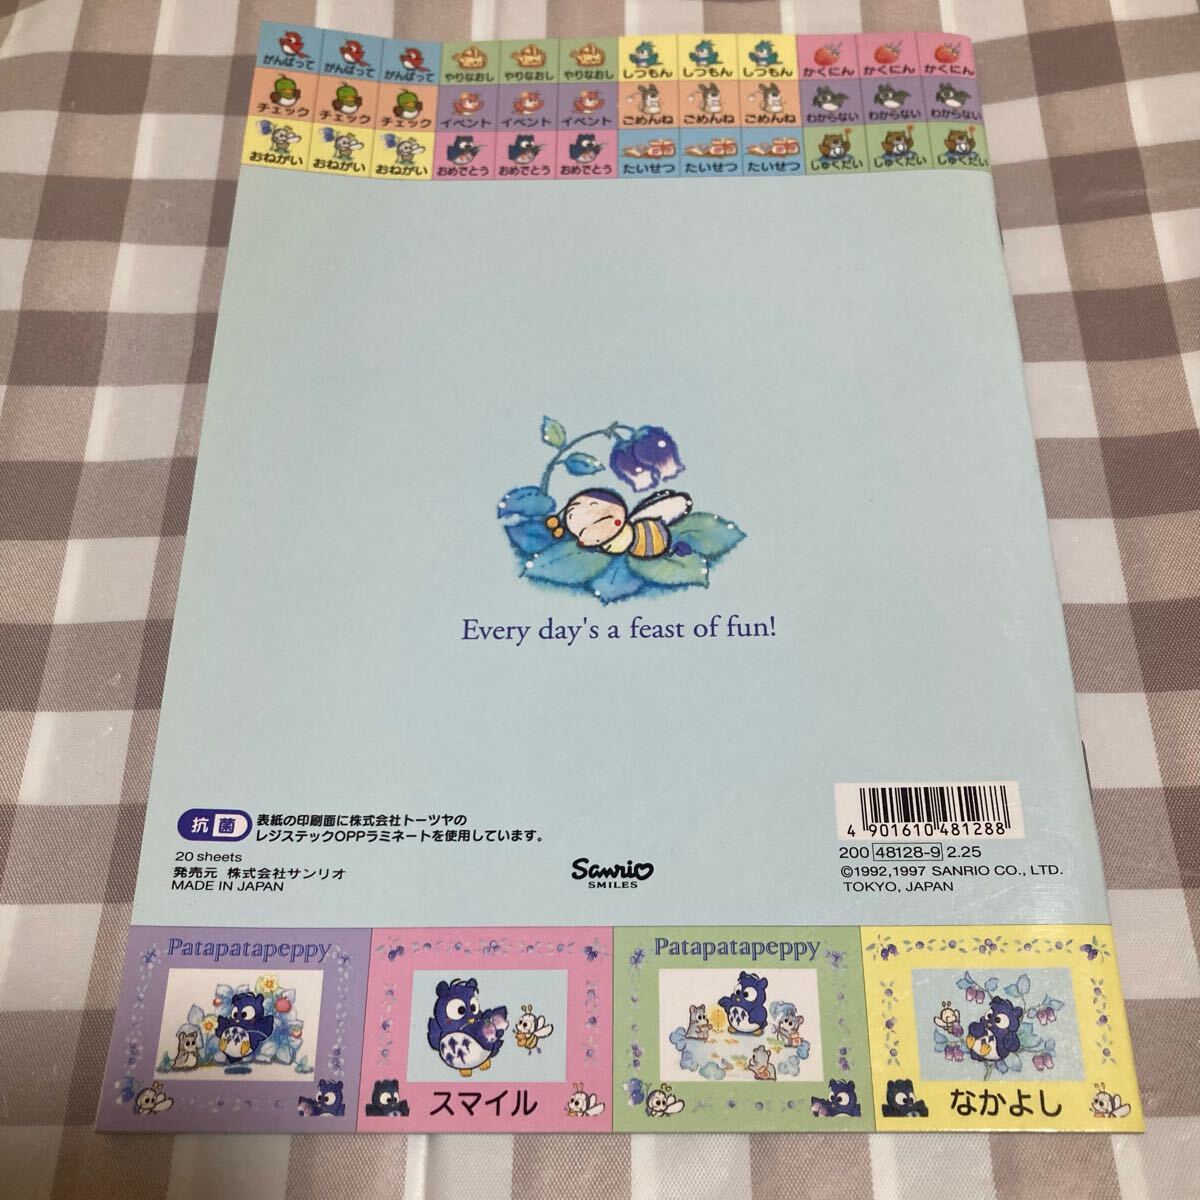 がんばって がんばって がんばって やりなおし やりなおし やりなおし しつもん しつもん しつもん かくにん かくにん かくにん
チェック チェック チェック イベント イベント イベント ごめんね ごめんね ごめんね わからない わからない わからない
おねがい おねがい おねがい おめでとう おめでとう おめでとう たいせつ たいせつ たいせつ しゅくだい しゅくだい しゅくだい
Every day's a feast of fun!
抗菌 表紙の印刷面に株式会社トーツヤの
レジステックOPPラミネートを使用しています。
20 sheets
発売元 株式会社サンリオ
MADE IN JAPAN
Sanrio
SMILES
4 901610 481288
200 48128-9 2.25
©1992,1997 SANRIO CO., LTD.
TOKYO, JAPAN
Patapatapeppy
スマイル
Patapatapeppy
なかよし